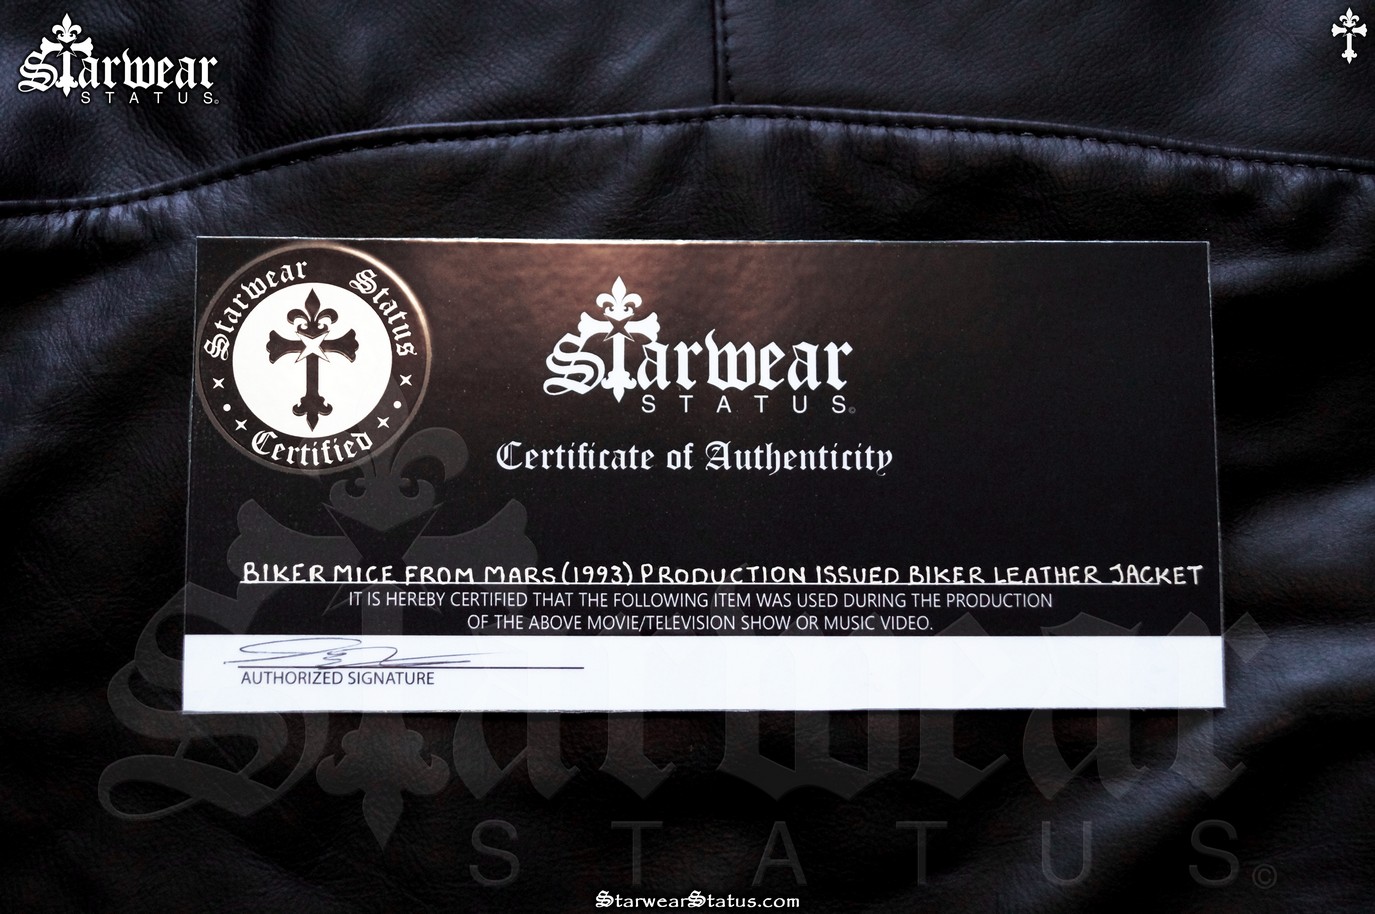 Starwear
STATUS©
Starwear Status
Certified
Starwear
STATUS©
Certificate of Authenticity
BIKER MICE FROM MARS (1993) PRODUCTION ISSUED BIKER LEATHER JACKET
IT IS HEREBY CERTIFIED THAT THE FOLLOWING ITEM WAS USED DURING THE PRODUCTION
OF THE ABOVE MOVIE/TELEVISION SHOW OR MUSIC VIDEO.
AUTHORIZED SIGNATURE
Starwear
STATUS©
StarwearStatus.com